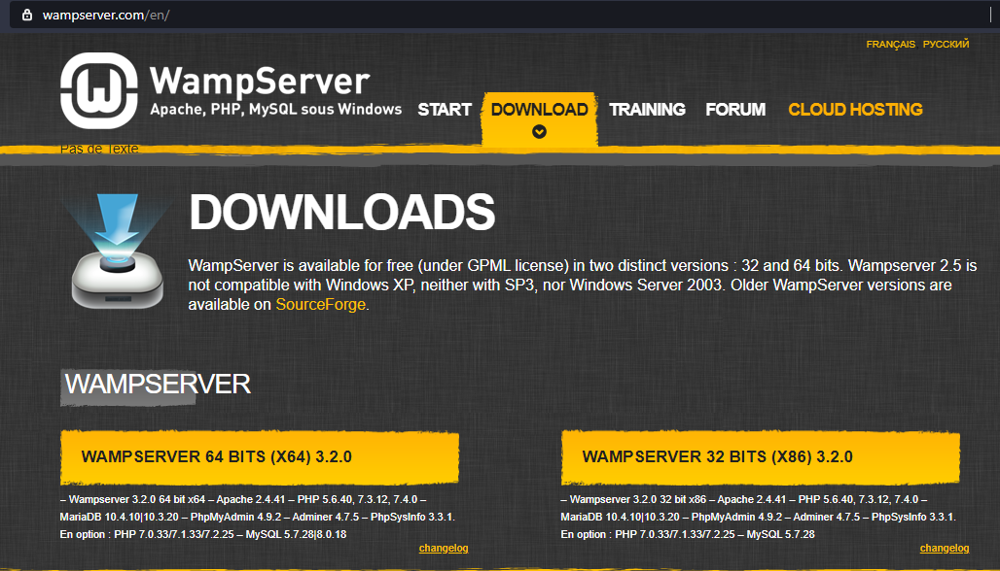 wampserver.com/en/
FRANÇAIS РУССКИЙ
WampServer
Apache, PHP, MySQL sous Windows
START DOWNLOAD TRAINING FORUM CLOUD HOSTING
Pas de Texte
DOWNLOADS
WampServer is available for free (under GPML license) in two distinct versions : 32 and 64 bits. Wampserver 2.5 is
not compatible with Windows XP, neither with SP3, nor Windows Server 2003. Older WampServer versions are
available on SourceForge.
WAMPSERVER
WAMPSERVER 64 BITS (X64) 3.2.0
– Wampserver 3.2.0 64 bit x64 – Apache 2.4.41 – PHP 5.6.40, 7.3.12, 7.4.0 –
MariaDB 10.4.10|10.3.20 – PhpMyAdmin 4.9.2 – Adminer 4.7.5 – PhpSysInfo 3.3.1.
En option : PHP 7.0.33/7.1.33/7.2.25 – MySQL 5.7.28|8.0.18
changelog
WAMPSERVER 32 BITS (X86) 3.2.0
– Wampserver 3.2.0 32 bit x86 – Apache 2.4.41 – PHP 5.6.40, 7.3.12, 7.4.0 –
MariaDB 10.4.10|10.3.20 – PhpMyAdmin 4.9.2 – Adminer 4.7.5 – PhpSysInfo 3.3.1.
En option : PHP 7.0.33/7.1.33/7.2.25 – MySQL 5.7.28
changelog